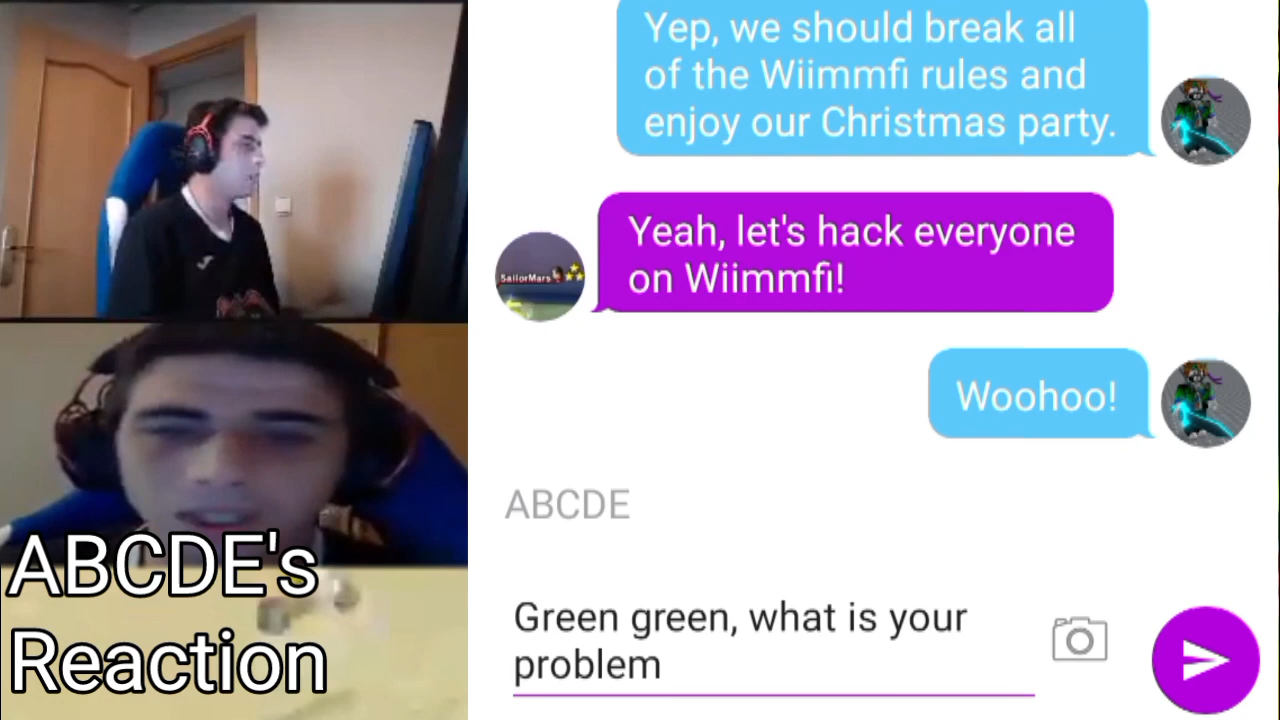 Yep, we should break all
of the Wiimmfi rules and
enjoy our Christmas party.
Yeah, let's hack everyone
on Wiimmfi!
SailorMars
Woohoo!
ABCDE
Green green, what is your
problem
ABCDE's
Reaction